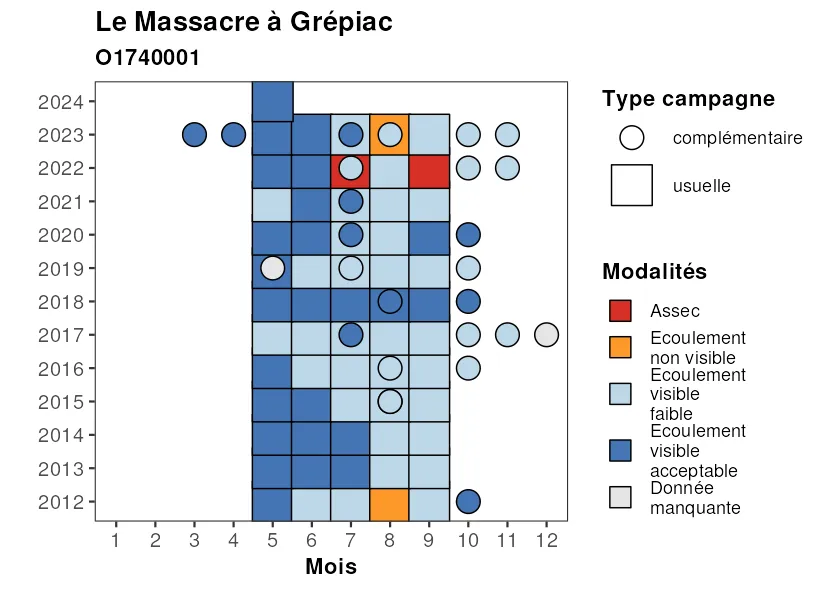 Le Massacre à Grépiac
O1740001
2024
2023
2022
2021
2020
2019
2018
2017
2016
2015
2014
2013
2012
1 2 3 4 5 6 7 8 9 10 11 12
Mois
Type campagne
complémentaire
usuelle
Modalités
Assec
Ecoulement
non visible
Ecoulement
visible
faible
Ecoulement
visible
acceptable
Donnée
manquante